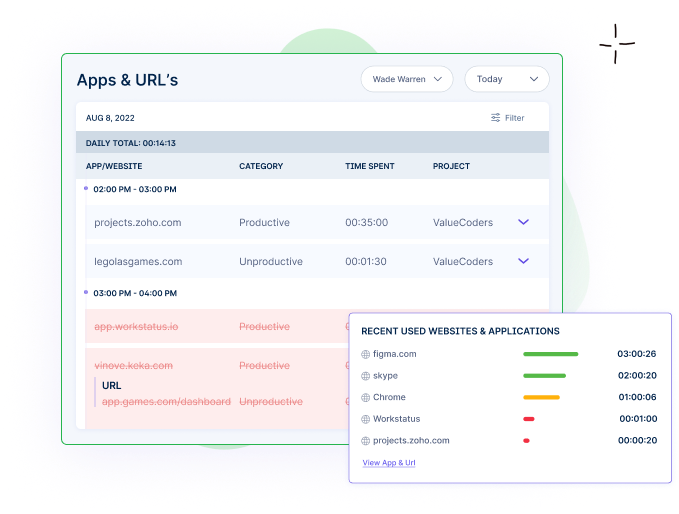 Apps & URL's
Wade Warren
Today
AUG 8, 2022
Filter
DAILY TOTAL: 00:14:13
APP/WEBSITE CATEGORY TIME SPENT PROJECT
02:00 PM - 03:00 PM
projects.zoho.com Productive 00:35:00 ValueCoders
legolasgames.com Unproductive 00:01:30 ValueCoders
03:00 PM - 04:00 PM
app.workstatus.io Productive
vinove.keka.com Productive
URL
app.games.com/dashboard Unproductive
RECENT USED WEBSITES & APPLICATIONS
figma.com 03:00:26
skype 02:00:20
Chrome 01:00:06
Workstatus 00:01:00
projects.zoho.com 00:00:20
View App & Url